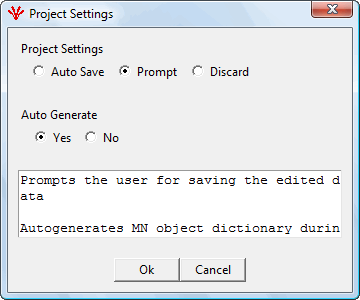 Project Settings
Project Settings
Auto Save Prompt Discard
Auto Generate
Yes No
Prompts the user for saving the edited d
ata
Autogenerates MN object dictionary durin
Ok Cancel